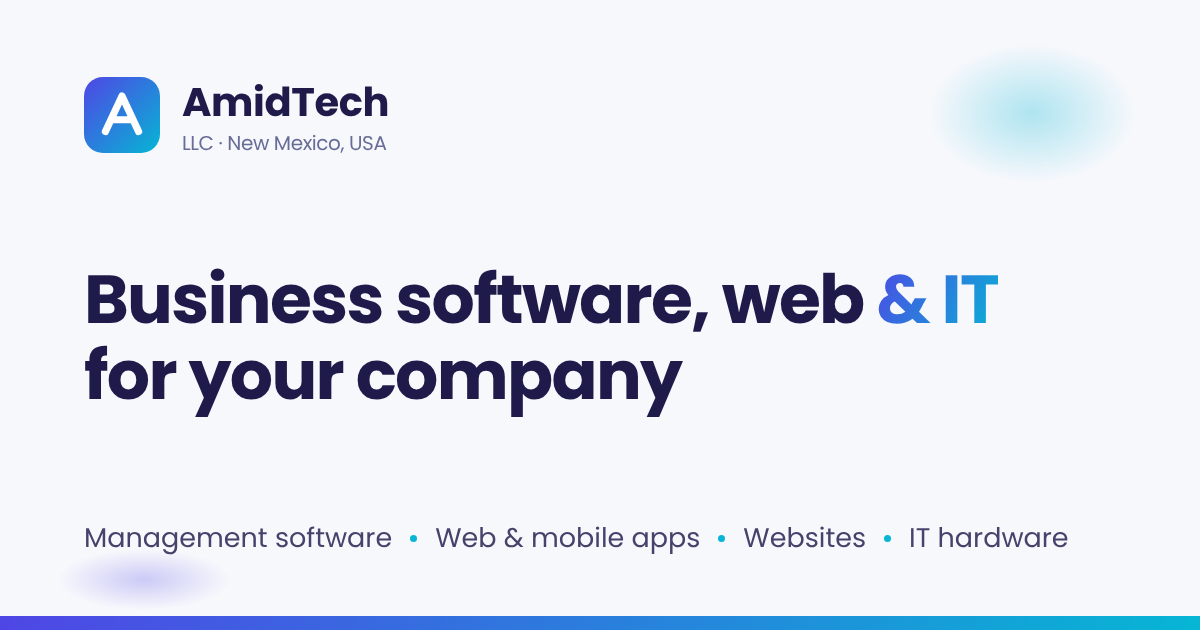 A
AmidTech
LLC · New Mexico, USA
Business software, web & IT
for your company
Management software • Web & mobile apps • Websites • IT hardware